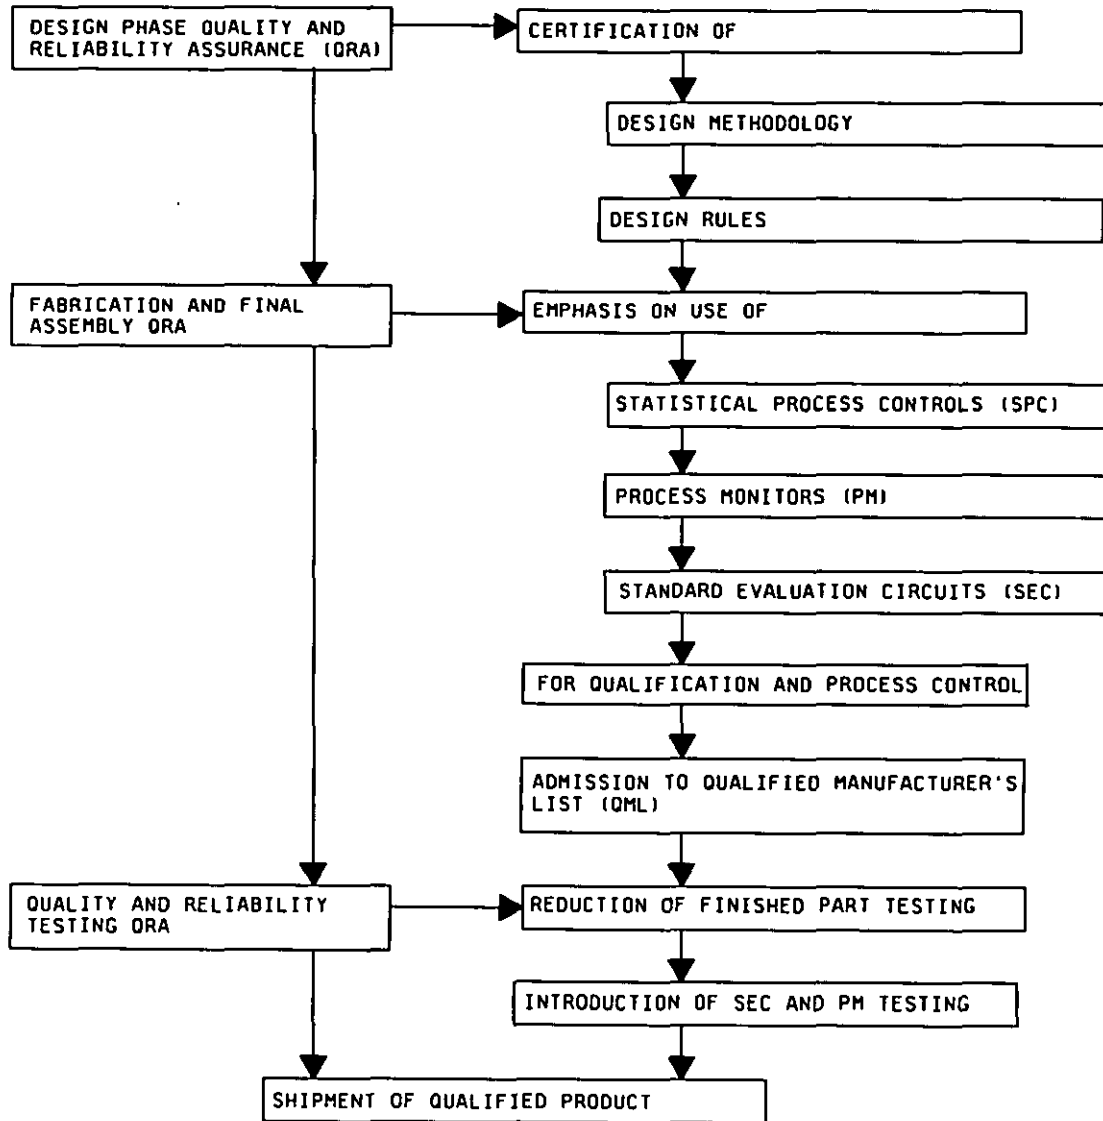 DESIGN PHASE QUALITY AND
RELIABILITY ASSURANCE (QRA)
CERTIFICATION OF
DESIGN METHODOLOGY
DESIGN RULES
FABRICATION AND FINAL
ASSEMBLY QRA
EMPHASIS ON USE OF
STATISTICAL PROCESS CONTROLS (SPC)
PROCESS MONITORS (PM)
STANDARD EVALUATION CIRCUITS (SEC)
FOR QUALIFICATION AND PROCESS CONTROL
ADMISSION TO QUALIFIED MANUFACTURER'S
LIST (QML)
QUALITY AND RELIABILITY
TESTING QRA
REDUCTION OF FINISHED PART TESTING
INTRODUCTION OF SEC AND PM TESTING
SHIPMENT OF QUALIFIED PRODUCT